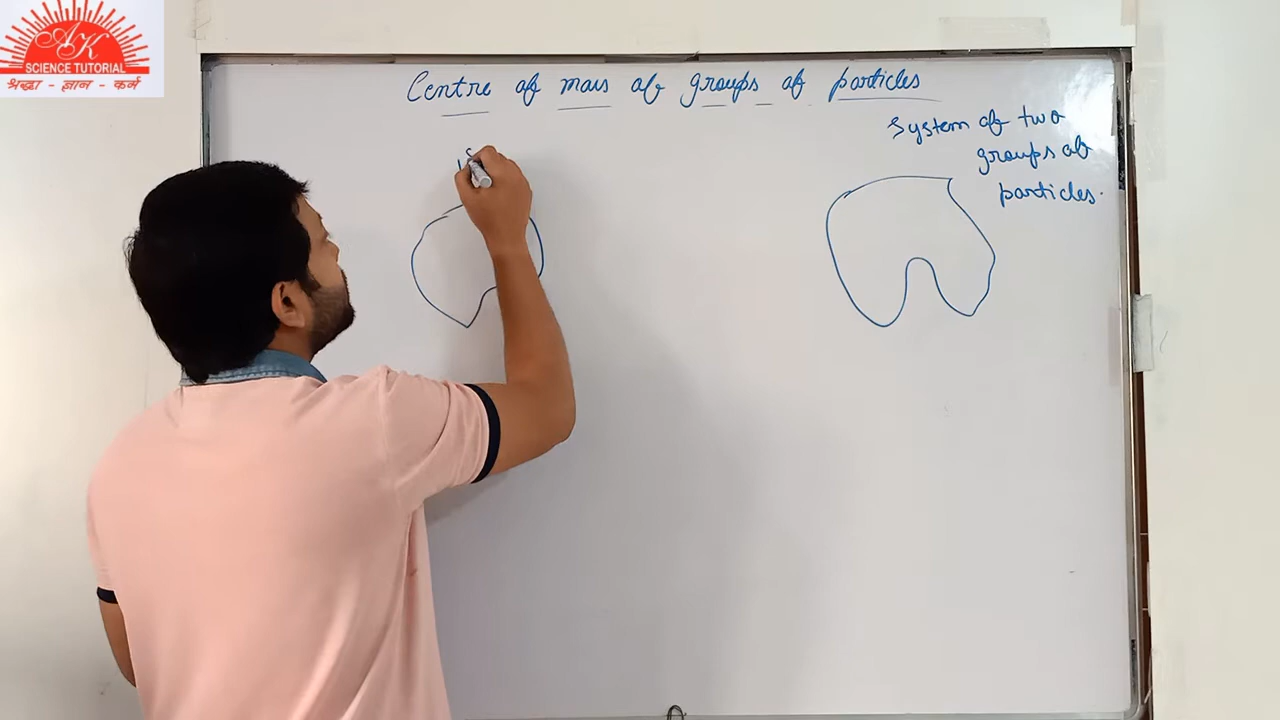 AK
SCIENCE TUTORIAL
श्रद्धा - ज्ञान - कर्म
Centre of mass of groups of particles
System of two
groups of
particles.